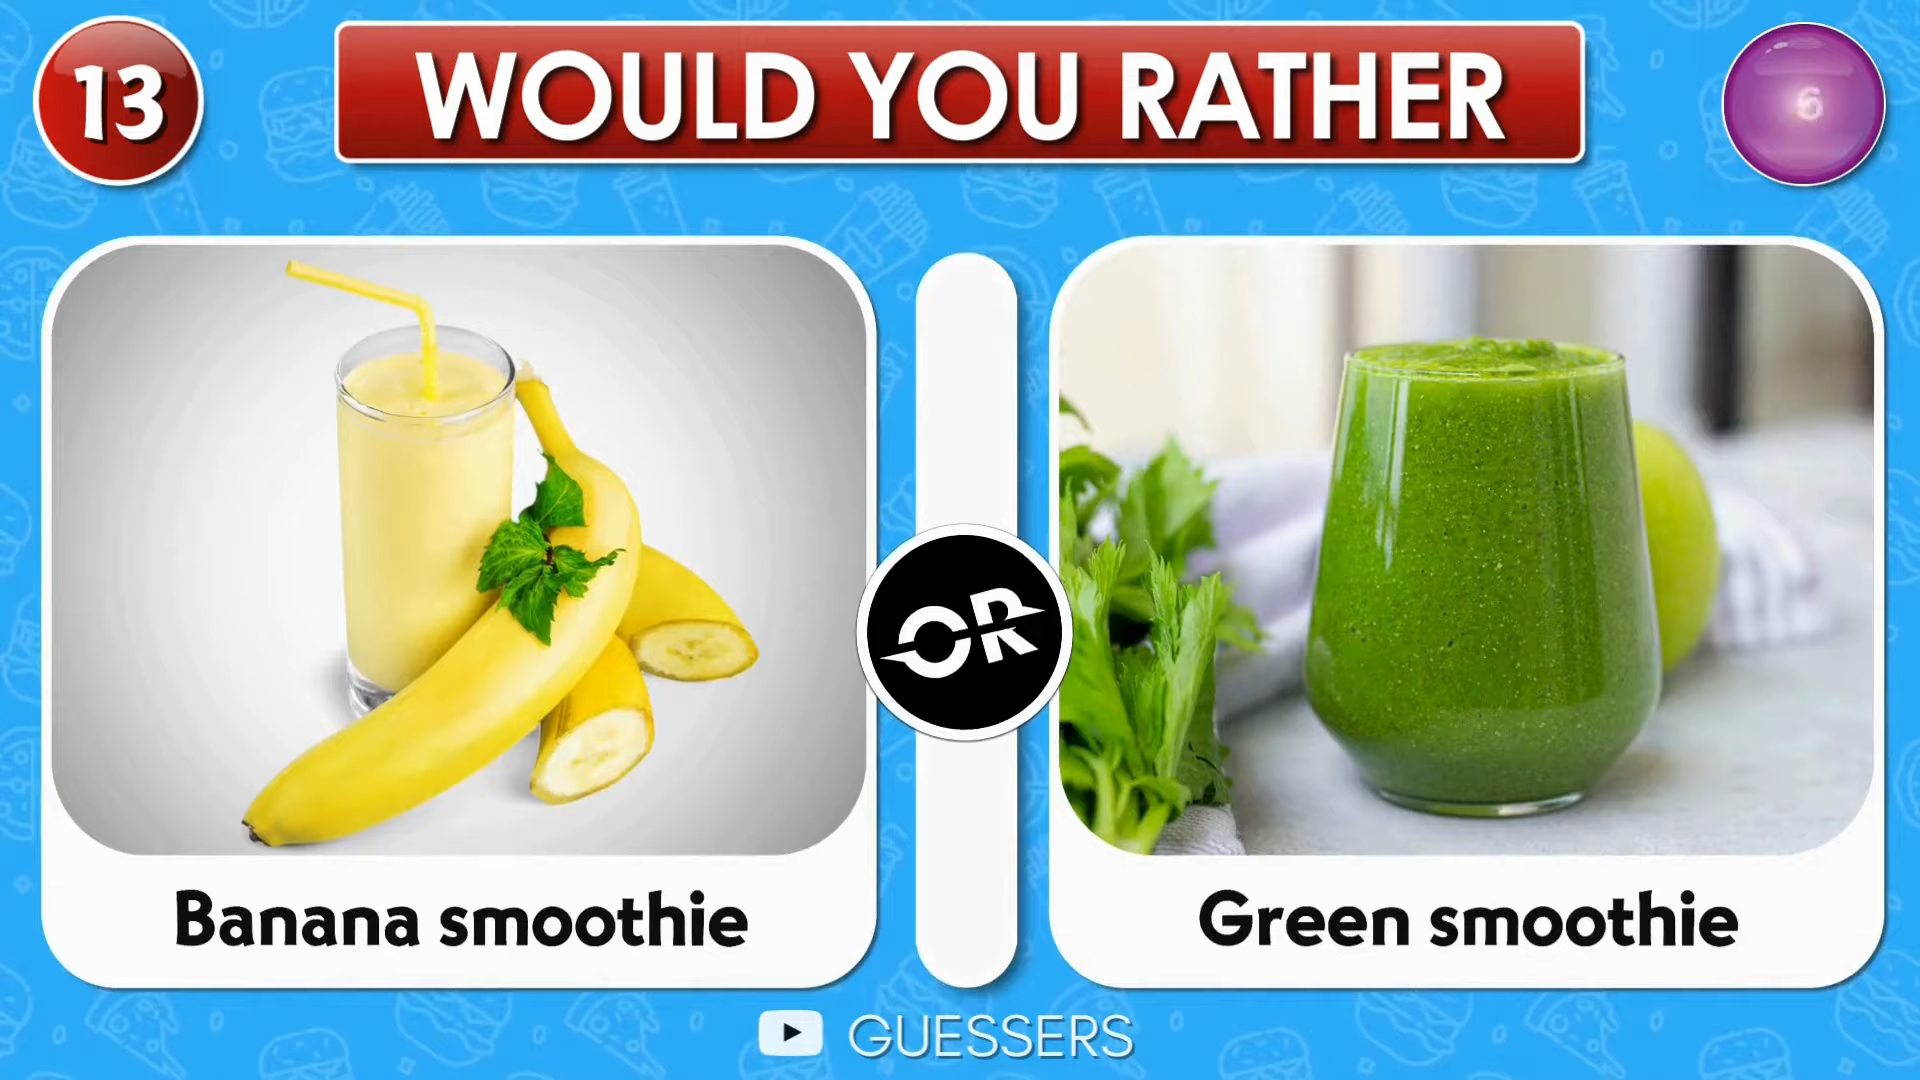 13
WOULD YOU RATHER
6
OR
Banana smoothie
Green smoothie
GUESSERS